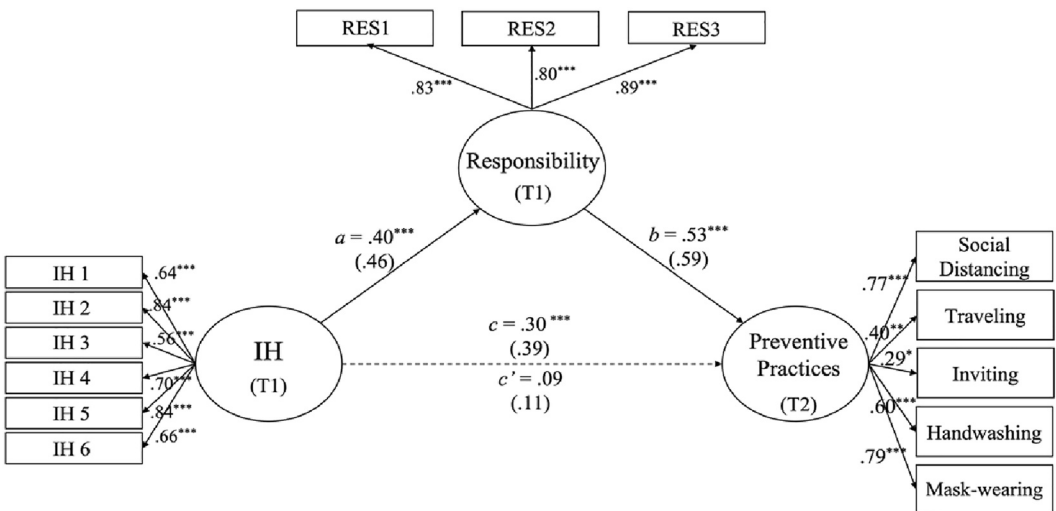 RES1 RES2 RES3
.83*** .80*** .89***
Responsibility
(T1)
a = .40***
(.46)
b = .53***
(.59)
IH 1
IH 2
IH 3
IH 4
IH 5
IH 6
.64***
.84***
.56***
.70***
.84***
.66***
IH
(T1)
c = .30 ***
(.39)
c’ = .09
(.11)
Preventive
Practices
(T2)
.77***
.40**
.29*
.60***
.79***
Social
Distancing
Traveling
Inviting
Handwashing
Mask-wearing